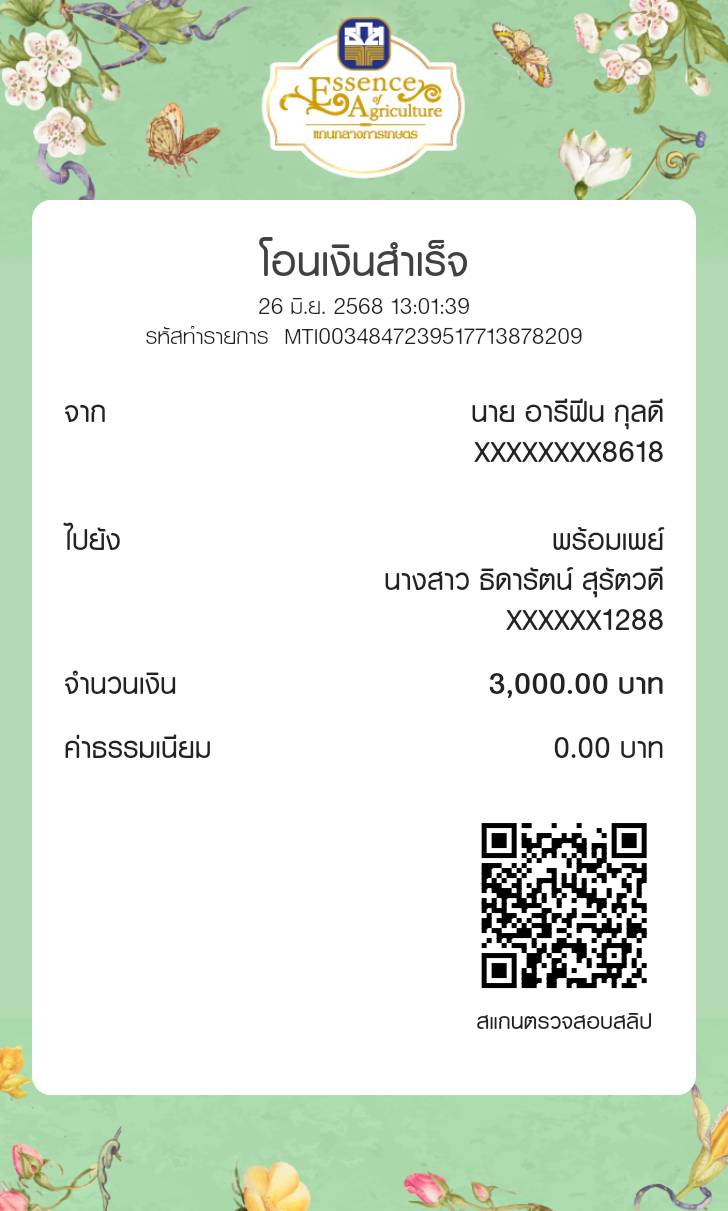 Essence
of
Agriculture
แกนกลางการเกษตร
โอนเงินสำเร็จ
26 มิ.ย. 2568 13:01:39
รหัสทำรายการ MTI0034847239517713878209
จาก นาย อารีฟีน กุลดี
XXXXXXXX8618
ไปยัง พร้อมเพย์
นางสาว ธิดารัตน์ สุรัตวดี
XXXXXX1288
จำนวนเงิน 3,000.00 บาท
ค่าธรรมเนียม 0.00 บาท
สแกนตรวจสอบสลิป